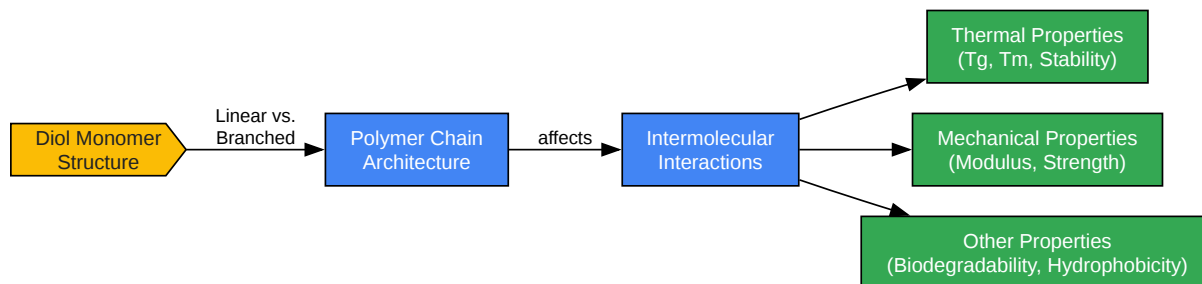 Diol Monomer
Structure
Linear vs.
Branched
Polymer Chain
Architecture
affects
Intermolecular
Interactions
Thermal Properties
(Tg, Tm, Stability)
Mechanical Properties
(Modulus, Strength)
Other Properties
(Biodegradability, Hydrophobicity)